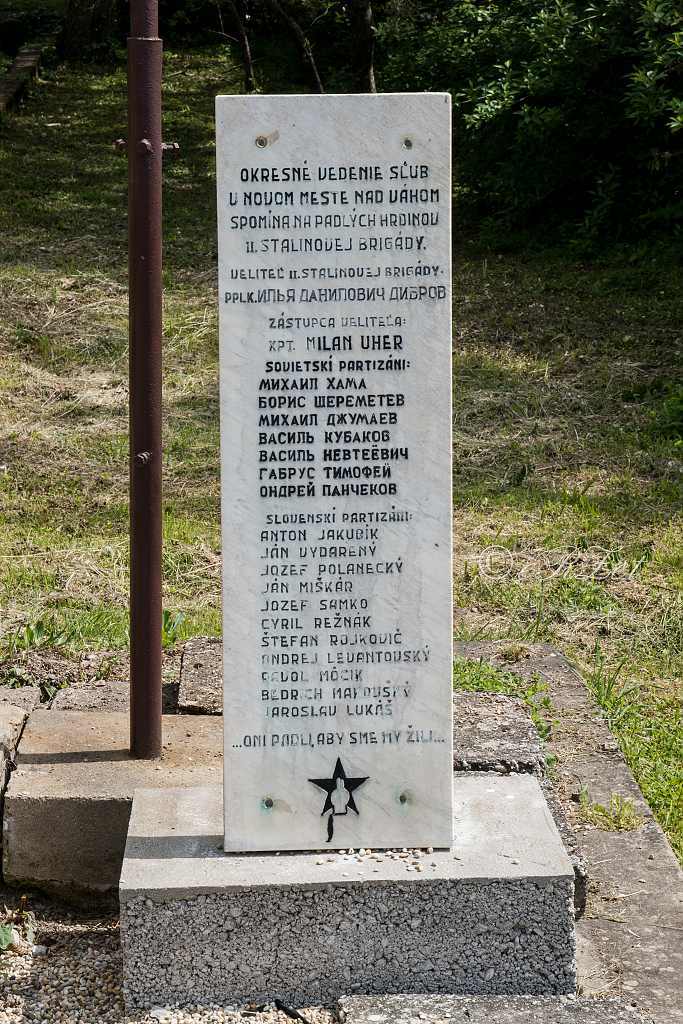 OKRESNÉ VEDENIE SĽUB
V NOVOM MESTE NAD VÁHOM
SPOMÍNA NA PADLÝCH HRDINOV
II. STALINOVEJ BRIGÁDY.
VELITEĽ II. STALINOVEJ BRIGÁDY.
PPLK. ИЛЬЯ ДАНИЛОВИЧ ДИБРОВ
ZÁSTUPCA VELITEĽA:
KPT. MILAN UHER
SOVIETSKÍ PARTIZÁNI:
МИХАИЛ ХАМА
БОРИС ШЕРЕМЕТЕВ
МИХАИЛ ДЖУМАЕВ
ВАСИЛЬ КУБАКОВ
ВАСИЛЬ НЕВТЕЁВИЧ
ГАБРУС ТИМОФЕЙ
ОНДРЕЙ ПАНЧЕКОВ
SLOVENSKÍ PARTIZÁNI:
ANTON JAKUBÍK
JÁN VYDARENÝ
JOZEF POLANECKÝ
JÁN MIŠKÁR
JOZEF SAMKO
CYRIL REŽNÁK
ŠTEFAN ROJKOVIČ
ANDREJ LEVANTOVSKÝ
PAVOL MÓCIK
BEDRICH MAKOVSKÝ
JAROSLAV LUKÁŠ
...ONI PADLI, ABY SME MY ŽILI...